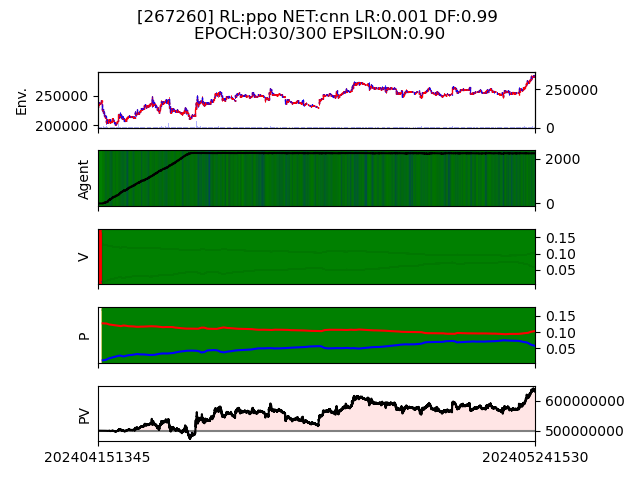 [267260] RL:ppo NET:cnn LR:0.001 DF:0.99
EPOCH:030/300 EPSILON:0.90
Env.
250000
200000
250000
0
Agent
2000
0
V
0.15
0.10
0.05
P
0.15
0.10
0.05
PV
600000000
500000000
202404151345
202405241530